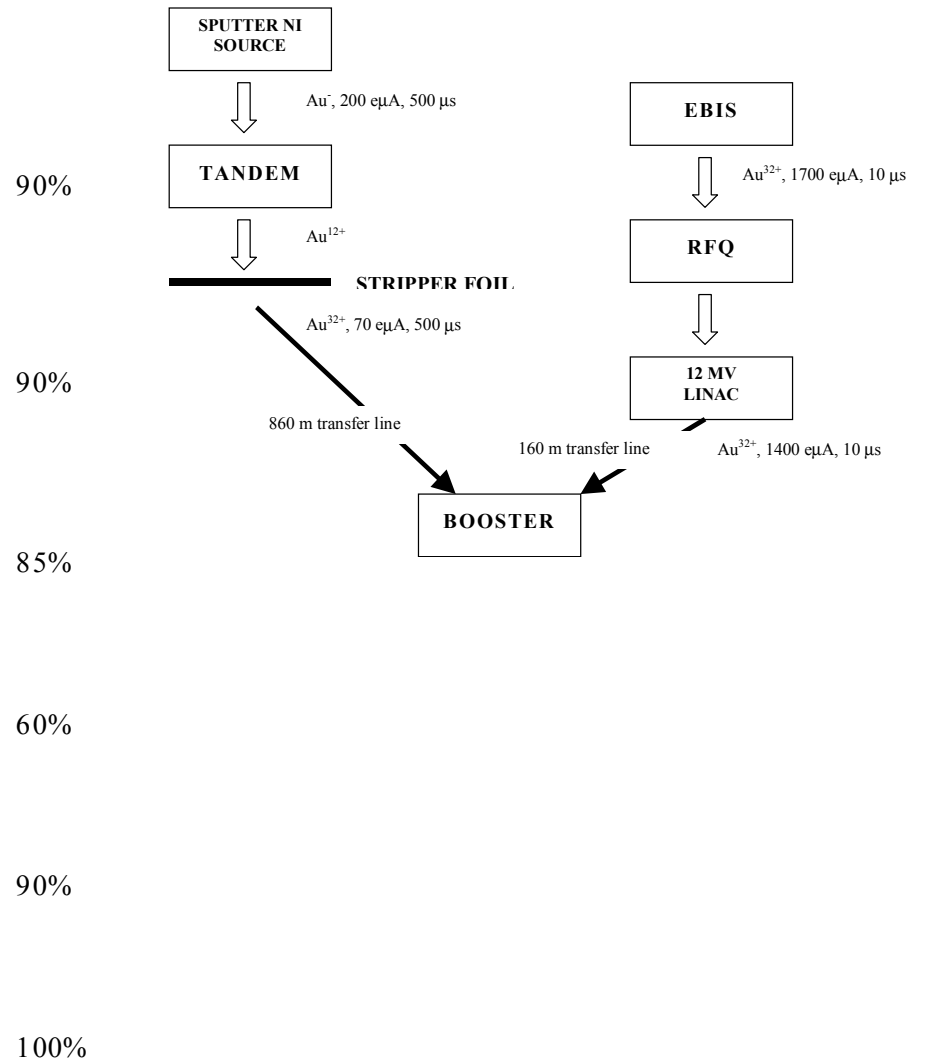 SPUTTER NI
SOURCE
Au⁻, 200 eμA, 500 μs
EBIS
90%
TANDEM
Au³²⁺, 1700 eμA, 10 μs
Au¹²⁺
RFQ
STRIPPER FOIL
Au³²⁺, 70 eμA, 500 μs
90%
12 MV
LINAC
860 m transfer line
160 m transfer line
Au³²⁺, 1400 eμA, 10 μs
BOOSTER
85%
60%
90%
100%